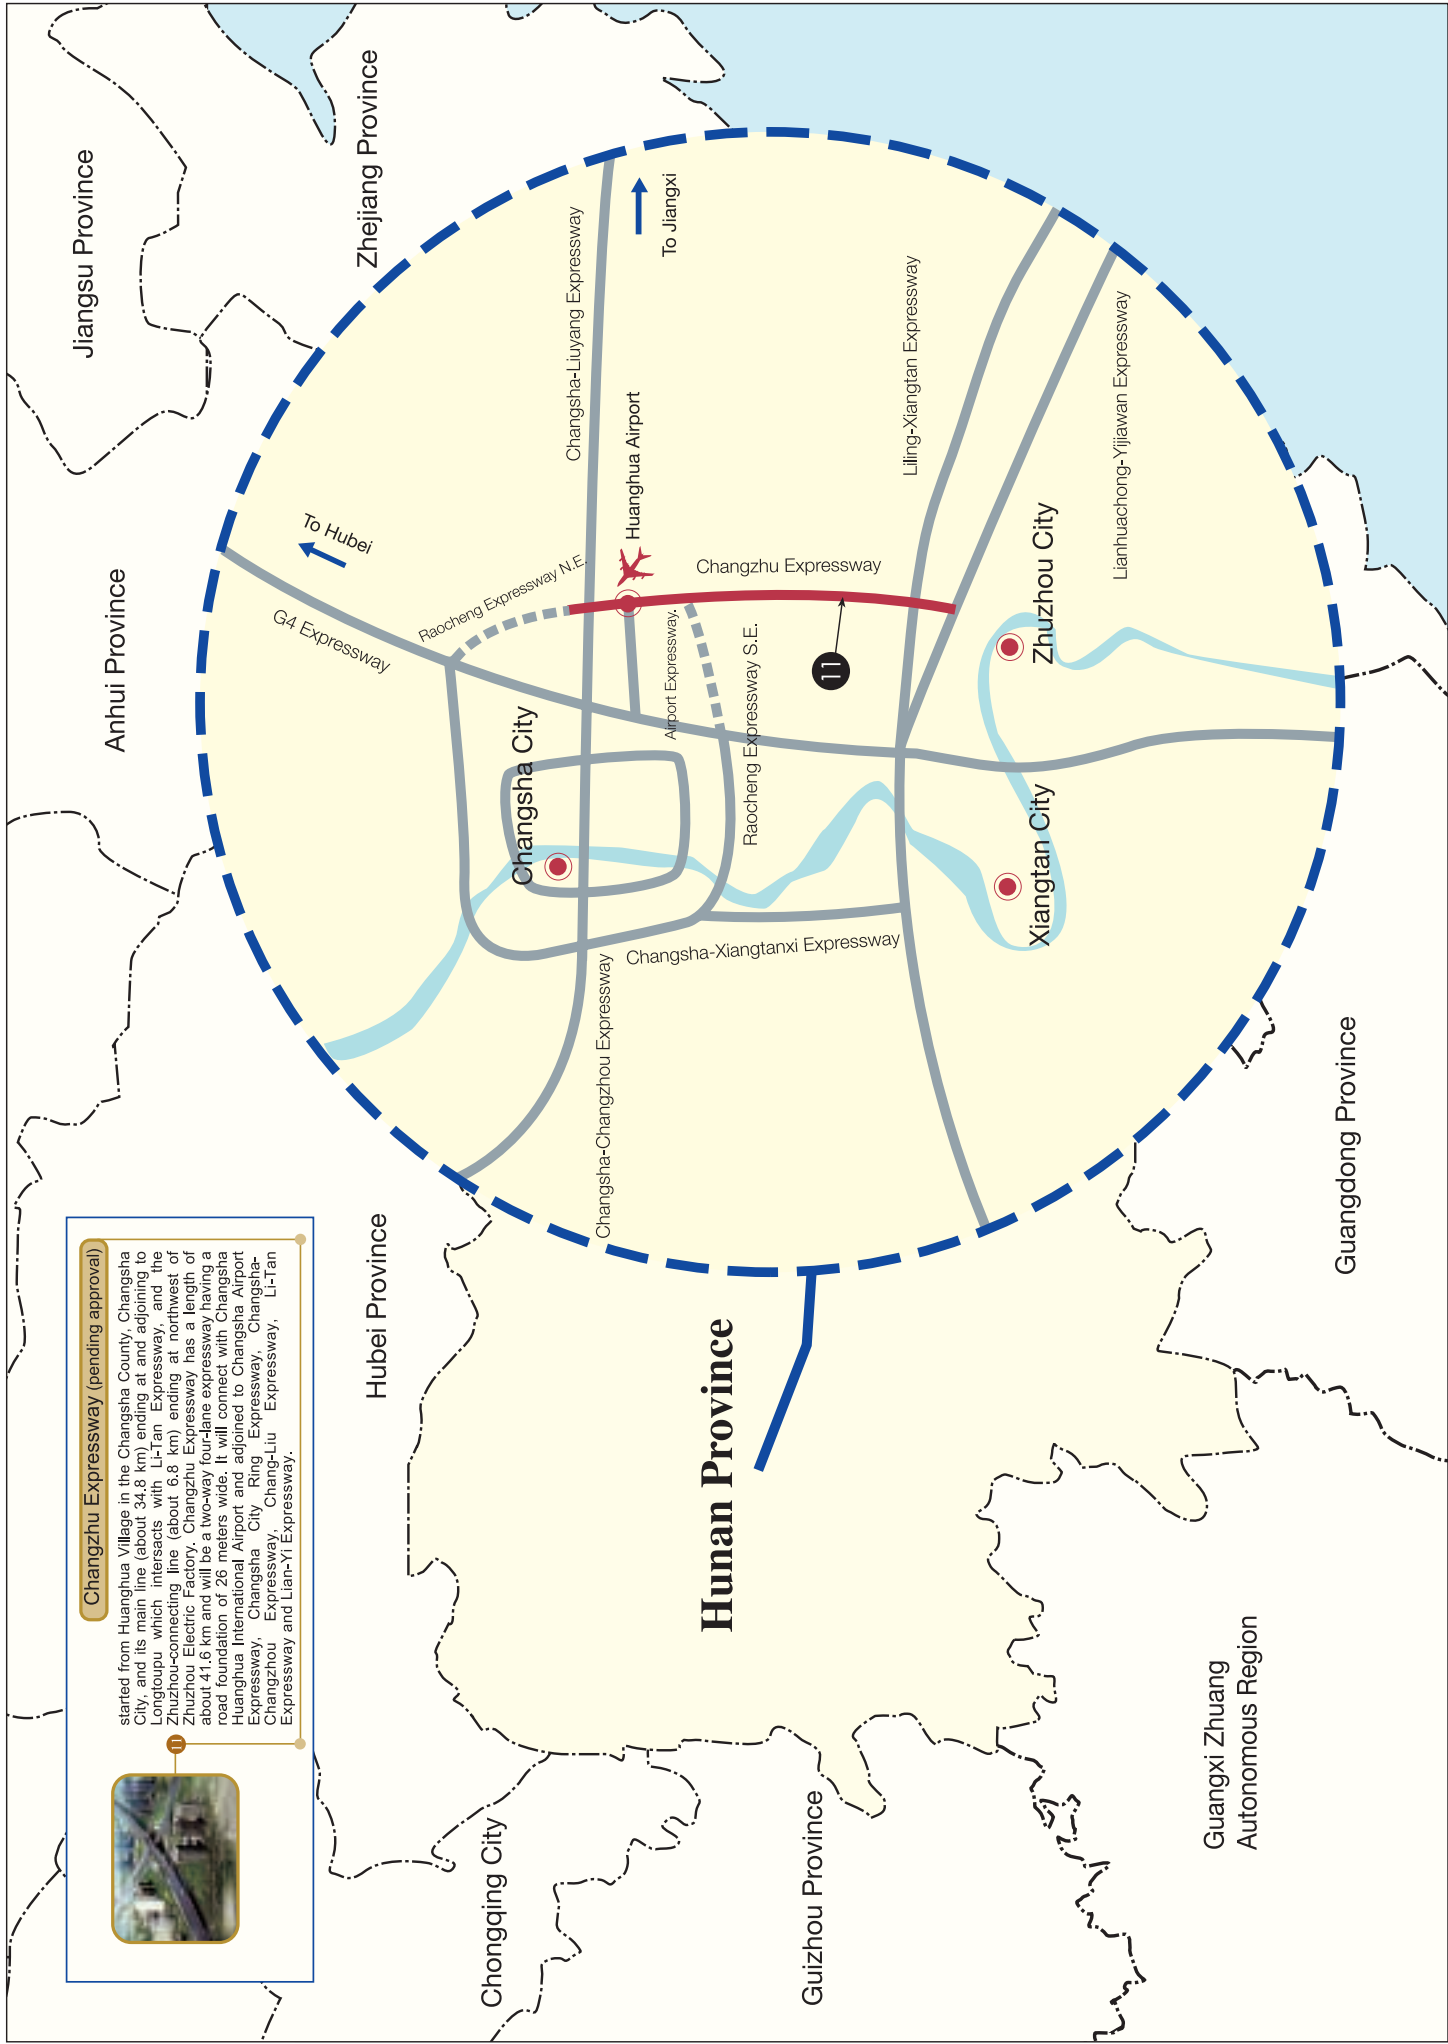 Changzhu Expressway (pending approval)
started from Huanghua Village in the Changsha County, Changsha
City, and its main line (about 34.8 km) ending at and adjoining to
Longtoupu which intersacts with Li-Tan Expressway, and the
Zhuzhou-connecting line (about 6.8 km) ending at northwest of
Zhuzhou Electric Factory. Changzhu Expressway has a length of
about 41.6 km and will be a two-way four-lane expressway having a
road foundation of 26 meters wide. It will connect with Changsha
Huanghua International Airport and adjoined to Changsha Airport
Expressway, Changsha City Ring Expressway, Changsha-
Changzhou Expressway, Chang-Liu Expressway, Li-Tan
Expressway and Lian-Yi Expressway.
11
Jiangsu Province
Anhui Province
Zhejiang Province
Hubei Province
Chongqing City
Guizhou Province
Guangxi Zhuang
Autonomous Region
Guangdong Province
Hunan Province
To Hubei
G4 Expressway
Raocheng Expressway N.E.
Changsha-Liuyang Expressway
To Jiangxi
Huanghua Airport
Changsha City
Airport Expressway.
Changzhu Expressway
Raocheng Expressway S.E.
11
Changsha-Changzhou Expressway
Changsha-Xiangtanxi Expressway
Liling-Xiangtan Expressway
Lianhuachong-Yijiawan Expressway
Zhuzhou City
Xiangtan City